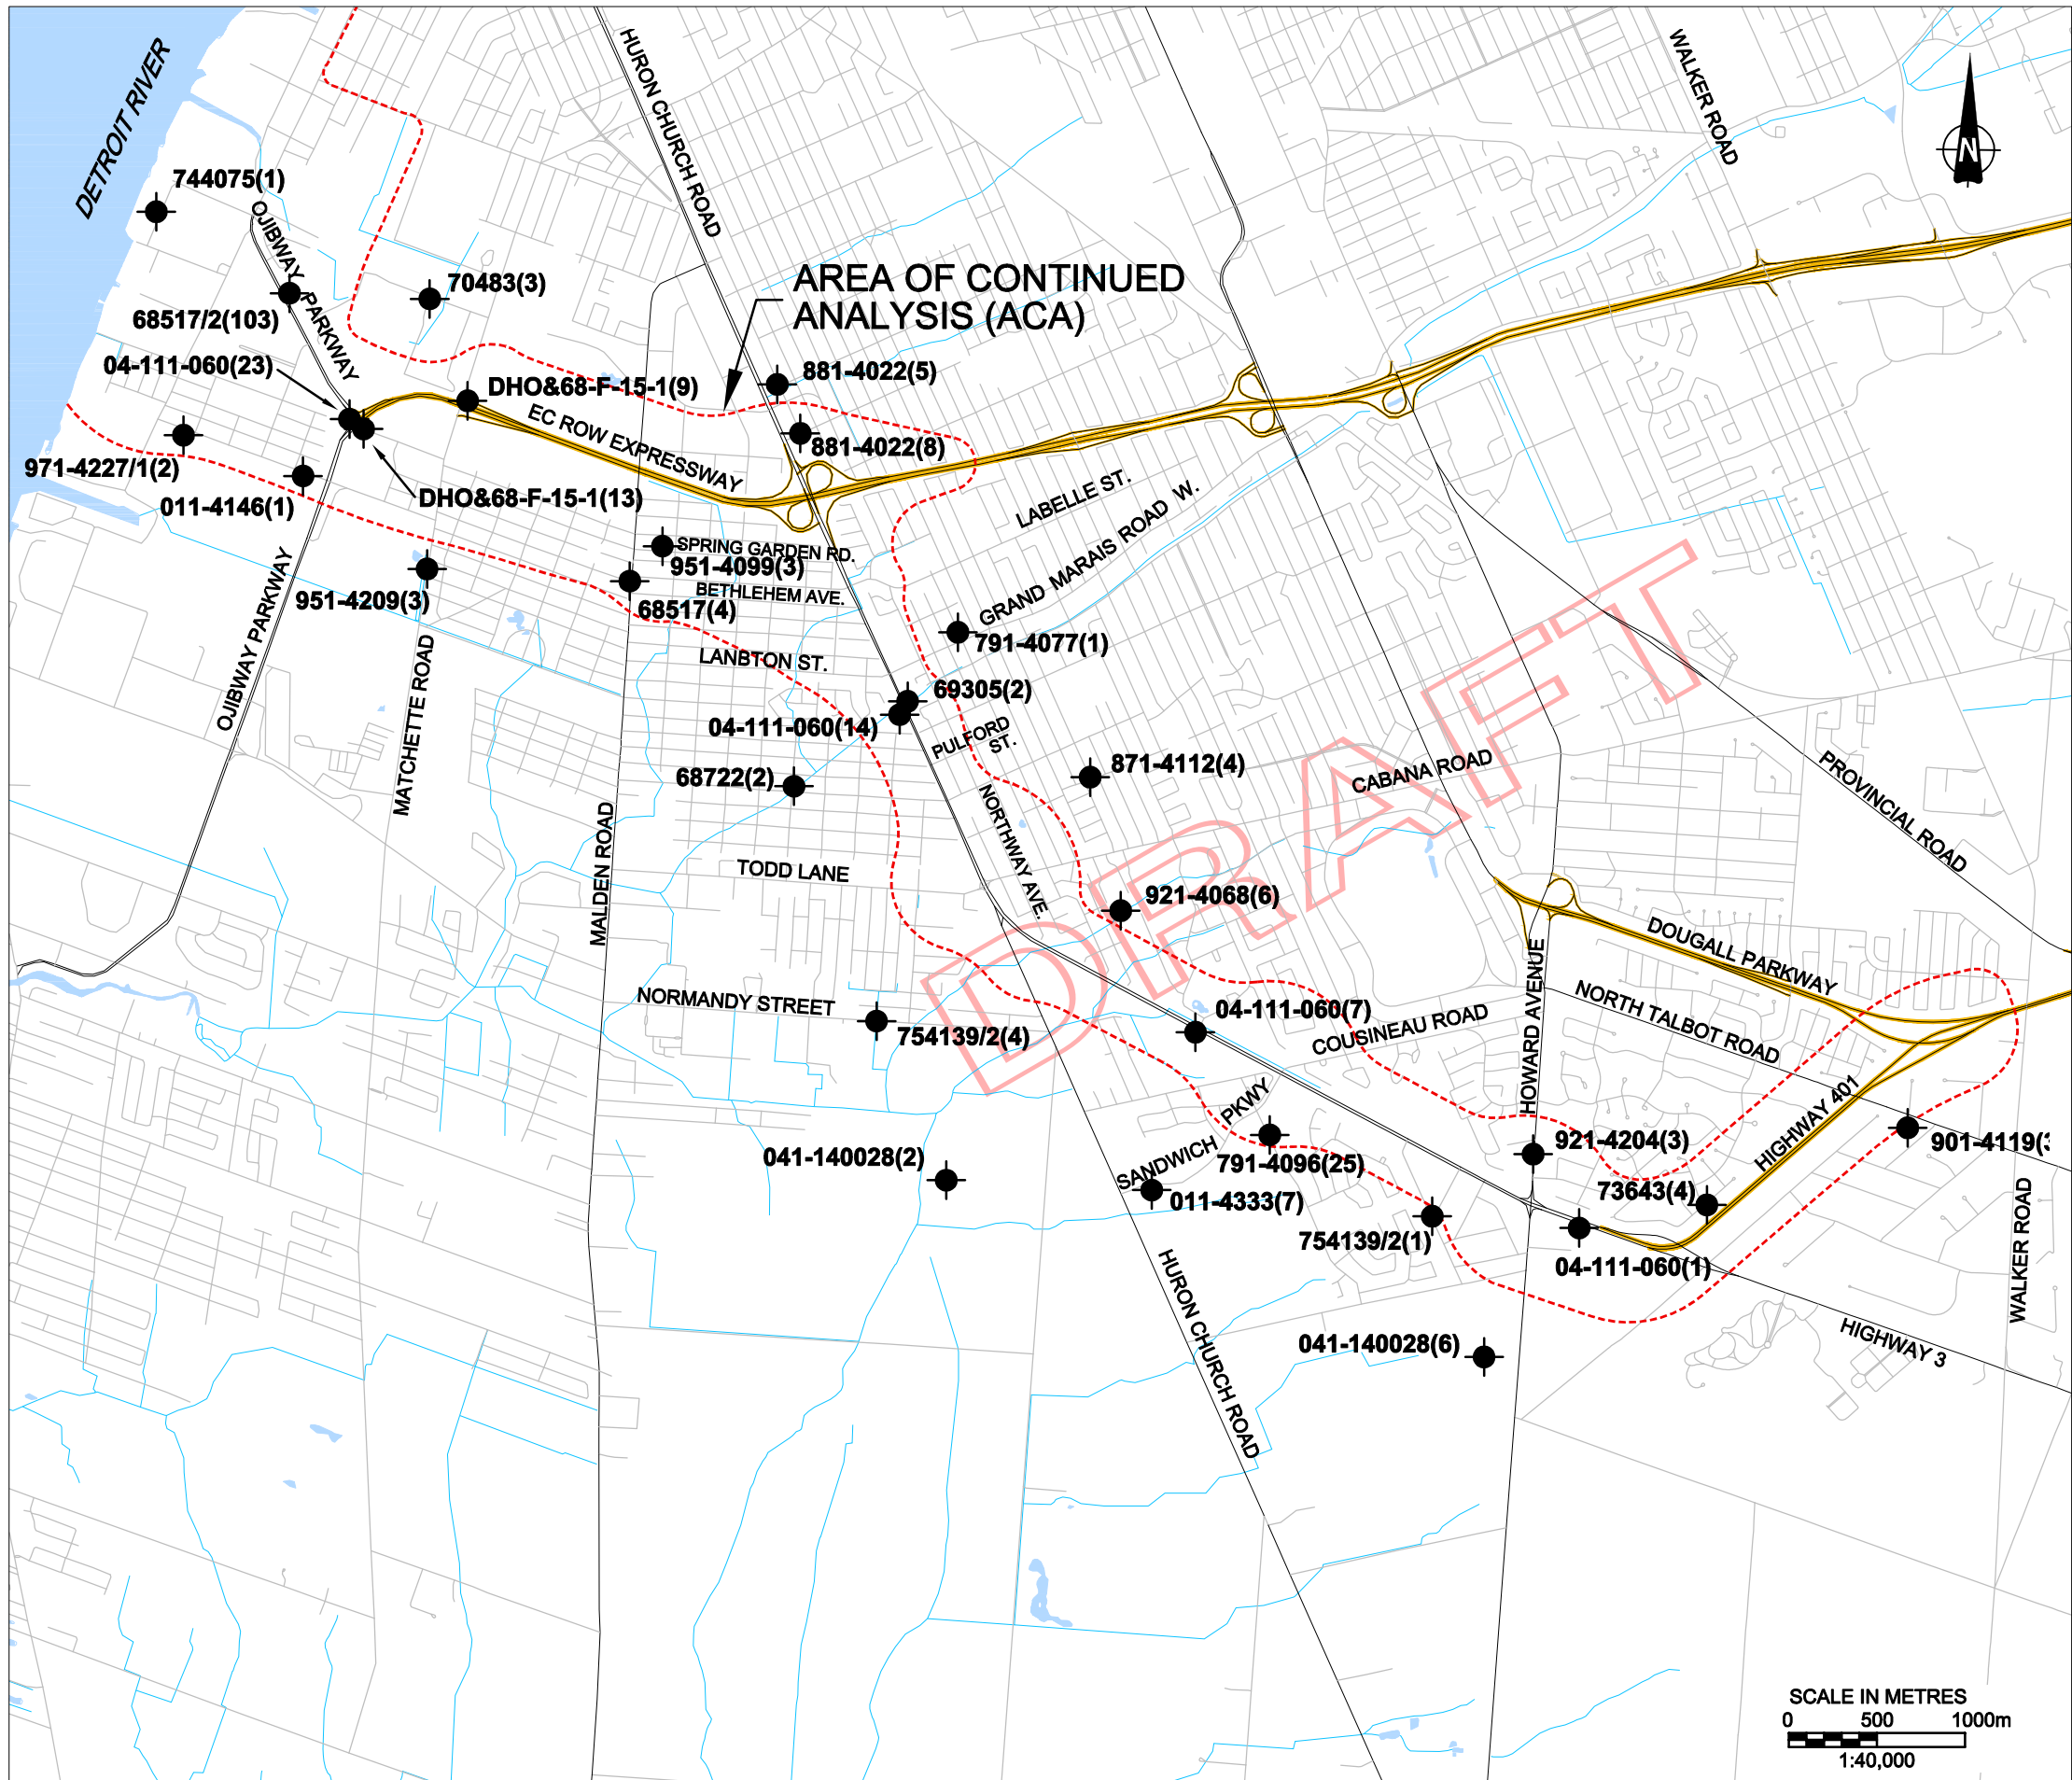 HURON CHURCH ROAD
WALKER ROAD
DETROIT RIVER
N
744075(1)
OJIBWAY PARKWAY
70483(3)
AREA OF CONTINUED
ANALYSIS (ACA)
68517/2(103)
04-111-060(23)
881-4022(5)
DHO&68-F-15-1(9)
EC ROW EXPRESSWAY
881-4022(8)
971-4227/1(2)
011-4146(1)
DHO&68-F-15-1(13)
LABELLE ST.
GRAND MARAIS ROAD W.
SPRING GARDEN RD.
951-4099(3)
BETHLEHEM AVE.
951-4209(3)
68517(4)
OJIBWAY PARKWAY
791-4077(1)
LANBTON ST.
MATCHETTE ROAD
69305(2)
04-111-060(14)
PULFORD
ST.
DRAFT
871-4112(4)
CABANA ROAD
PROVINCIAL ROAD
68722(2)
NORTHWAY AVE.
MALDEN ROAD
TODD LANE
921-4068(6)
DOUGALL PARKWAY
HOWARD AVENUE
NORMANDY STREET
754139/2(4)
04-111-060(7)
COUSINEAU ROAD
NORTH TALBOT ROAD
HIGHWAY 401
SANDWICH PKWY
921-4204(3)
901-4119(3
041-140028(2)
791-4096(25)
011-4333(7)
73643(4)
754139/2(1)
04-111-060(1)
WALKER ROAD
HURON CHURCH ROAD
041-140028(6)
HIGHWAY 3
SCALE IN METRES
0 500 1000m
1:40,000